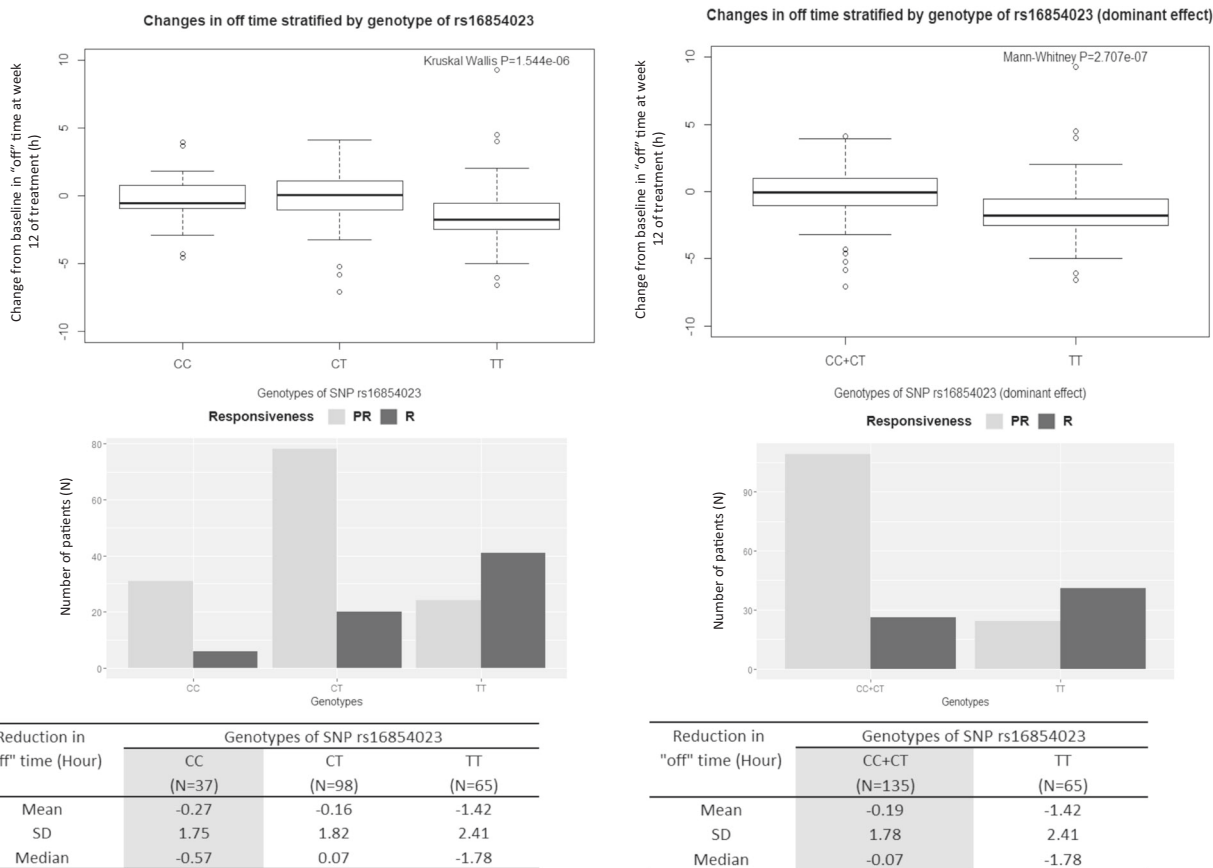 Changes in off time stratified by genotype of rs16854023
Kruskal Wallis P=1.544e-06
Change from baseline in "off" time at week
12 of treatment (h)
10
5
0
-5
-10
CC CT TT
Genotypes of SNP rs16854023
Responsiveness PR R
Number of patients (N)
80
60
40
20
0
CC CT TT
Genotypes
Reduction in Genotypes of SNP rs16854023
ff" time (Hour) CC CT TT
(N=37) (N=98) (N=65)
Mean -0.27 -0.16 -1.42
SD 1.75 1.82 2.41
Median -0.57 0.07 -1.78
Changes in off time stratified by genotype of rs16854023 (dominant effect)
Mann-Whitney P=2.707e-07
Change from baseline in "off" time at week
12 of treatment (h)
10
5
0
-5
-10
CC+CT TT
Genotypes of SNP rs16854023 (dominant effect)
Responsiveness PR R
Number of patients (N)
90
60
30
0
CC+CT TT
Genotypes
Reduction in Genotypes of SNP rs16854023
"off" time (Hour) CC+CT TT
(N=135) (N=65)
Mean -0.19 -1.42
SD 1.78 2.41
Median -0.07 -1.78